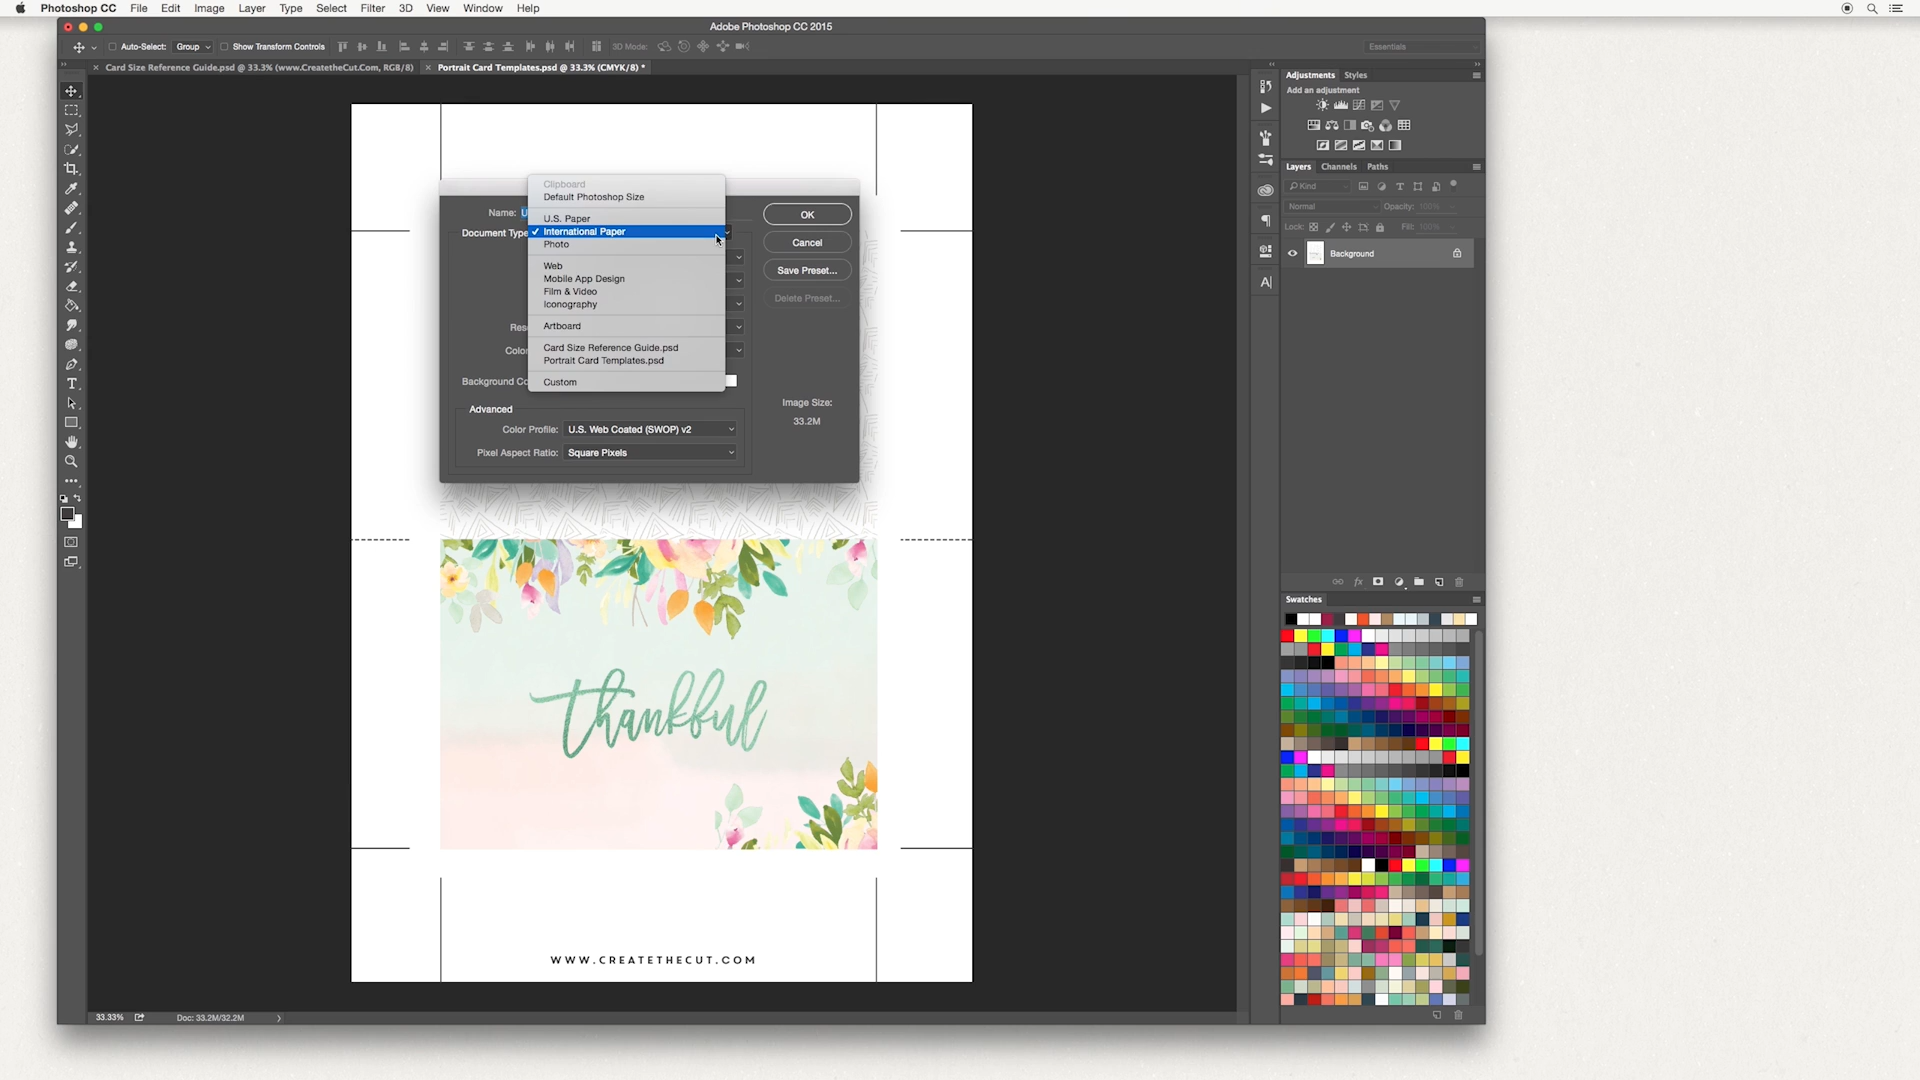 Photoshop CC File Edit Image Layer Type Select Filter 3D View Window Help
Adobe Photoshop CC 2015
Auto-Select: Group Show Transform Controls 3D Mode: Essentials
Card Size Reference Guide.psd @ 33.3% (www.CreatetheCut.Com, RGB/8) Portrait Card Templates.psd @ 33.3% (CMYK/8) *
Adjustments Styles
Add an adjustment
Layers Channels Paths
Kind
Normal Opacity: 100%
Lock: Fill: 100%
Background
Clipboard
Default Photoshop Size
Name: U
U.S. Paper
Document Type
International Paper
Photo
Web
Mobile App Design
Film & Video
Iconography
Artboard
Res
Card Size Reference Guide.psd
Colo
Portrait Card Templates.psd
Background Co
Custom
OK
Cancel
Save Preset...
Delete Preset...
Image Size:
33.2M
Advanced
Color Profile: U.S. Web Coated (SWOP) v2
Pixel Aspect Ratio: Square Pixels
thankful
WWW.CREATETHECUT.COM
Swatches
33.33% Doc: 33.2M/32.2M